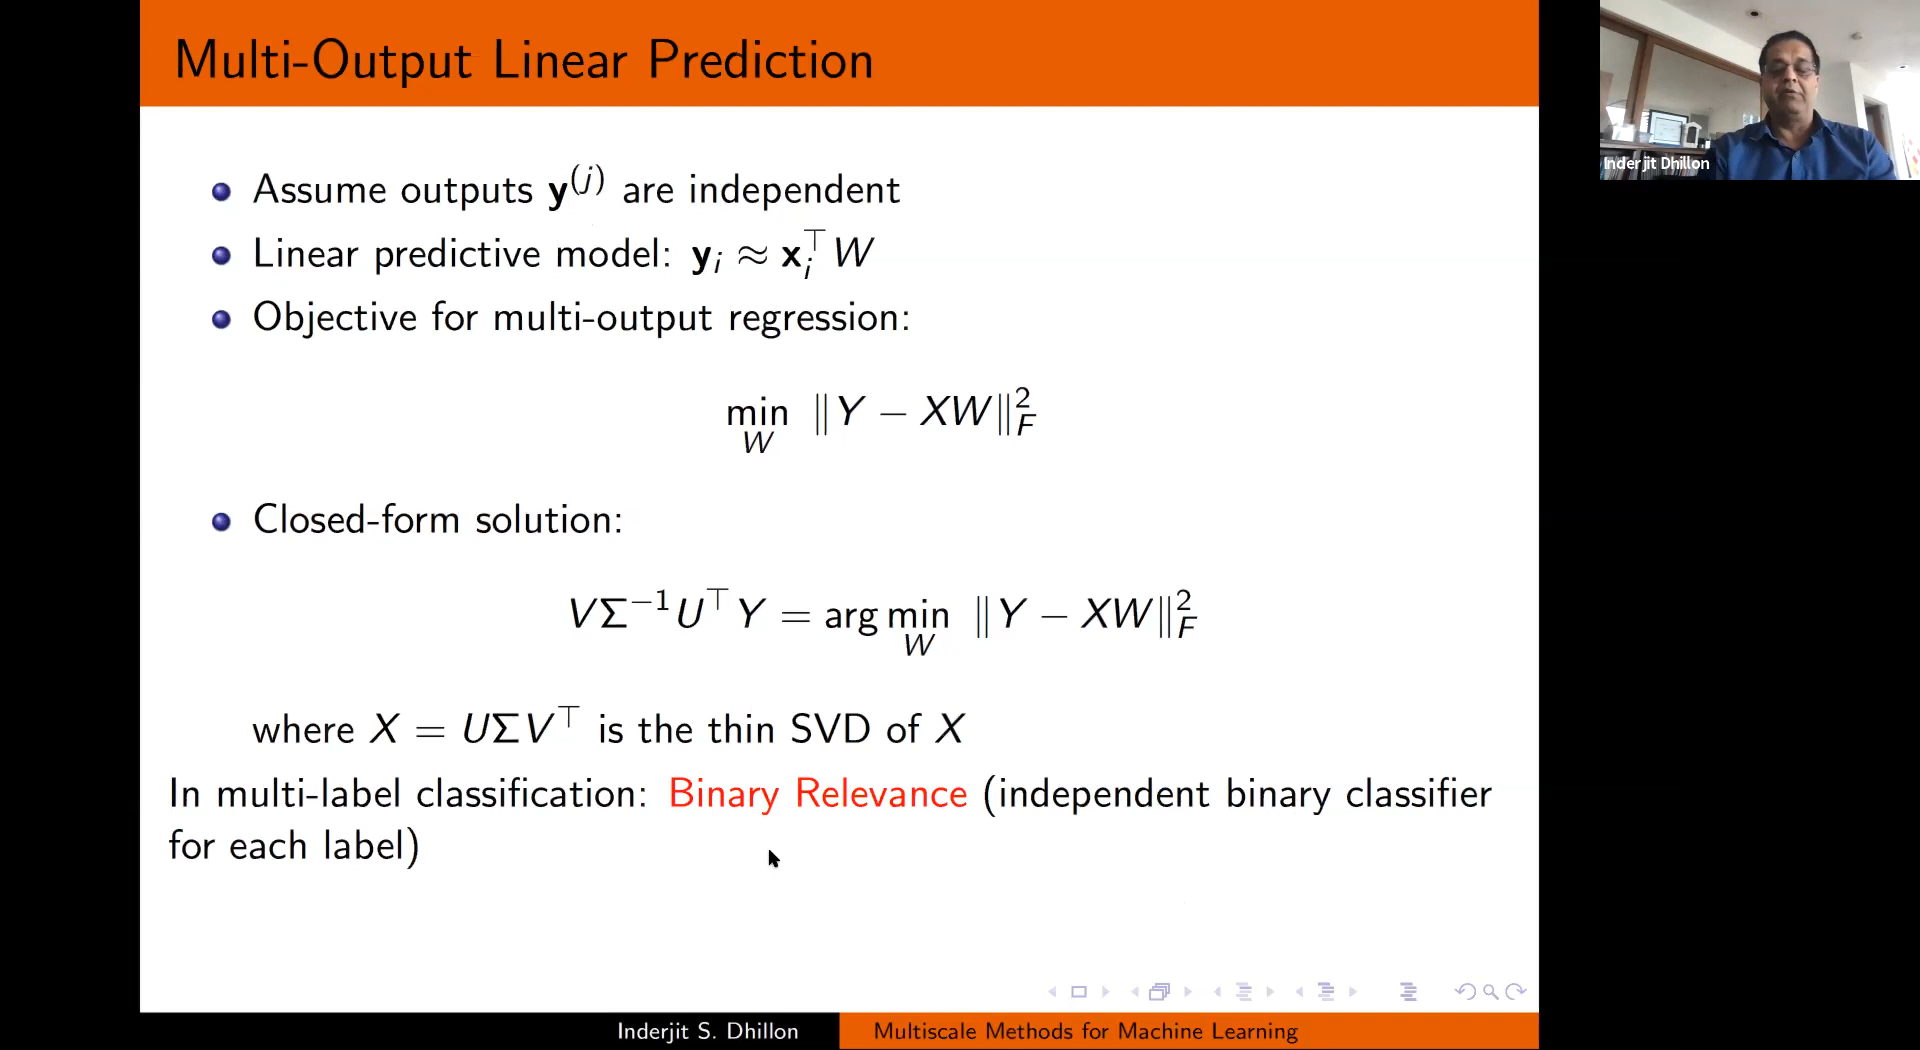 Multi-Output Linear Prediction
Inderjit Dhillon
Assume outputs y^(j) are independent
Linear predictive model: y_i ≈ x_i^⊤ W
Objective for multi-output regression:
min_W ‖Y − XW‖_F^2
Closed-form solution:
VΣ^−1 U^⊤ Y = arg min_W ‖Y − XW‖_F^2
where X = UΣV^⊤ is the thin SVD of X
In multi-label classification: Binary Relevance (independent binary classifier
for each label)
Inderjit S. Dhillon
Multiscale Methods for Machine Learning